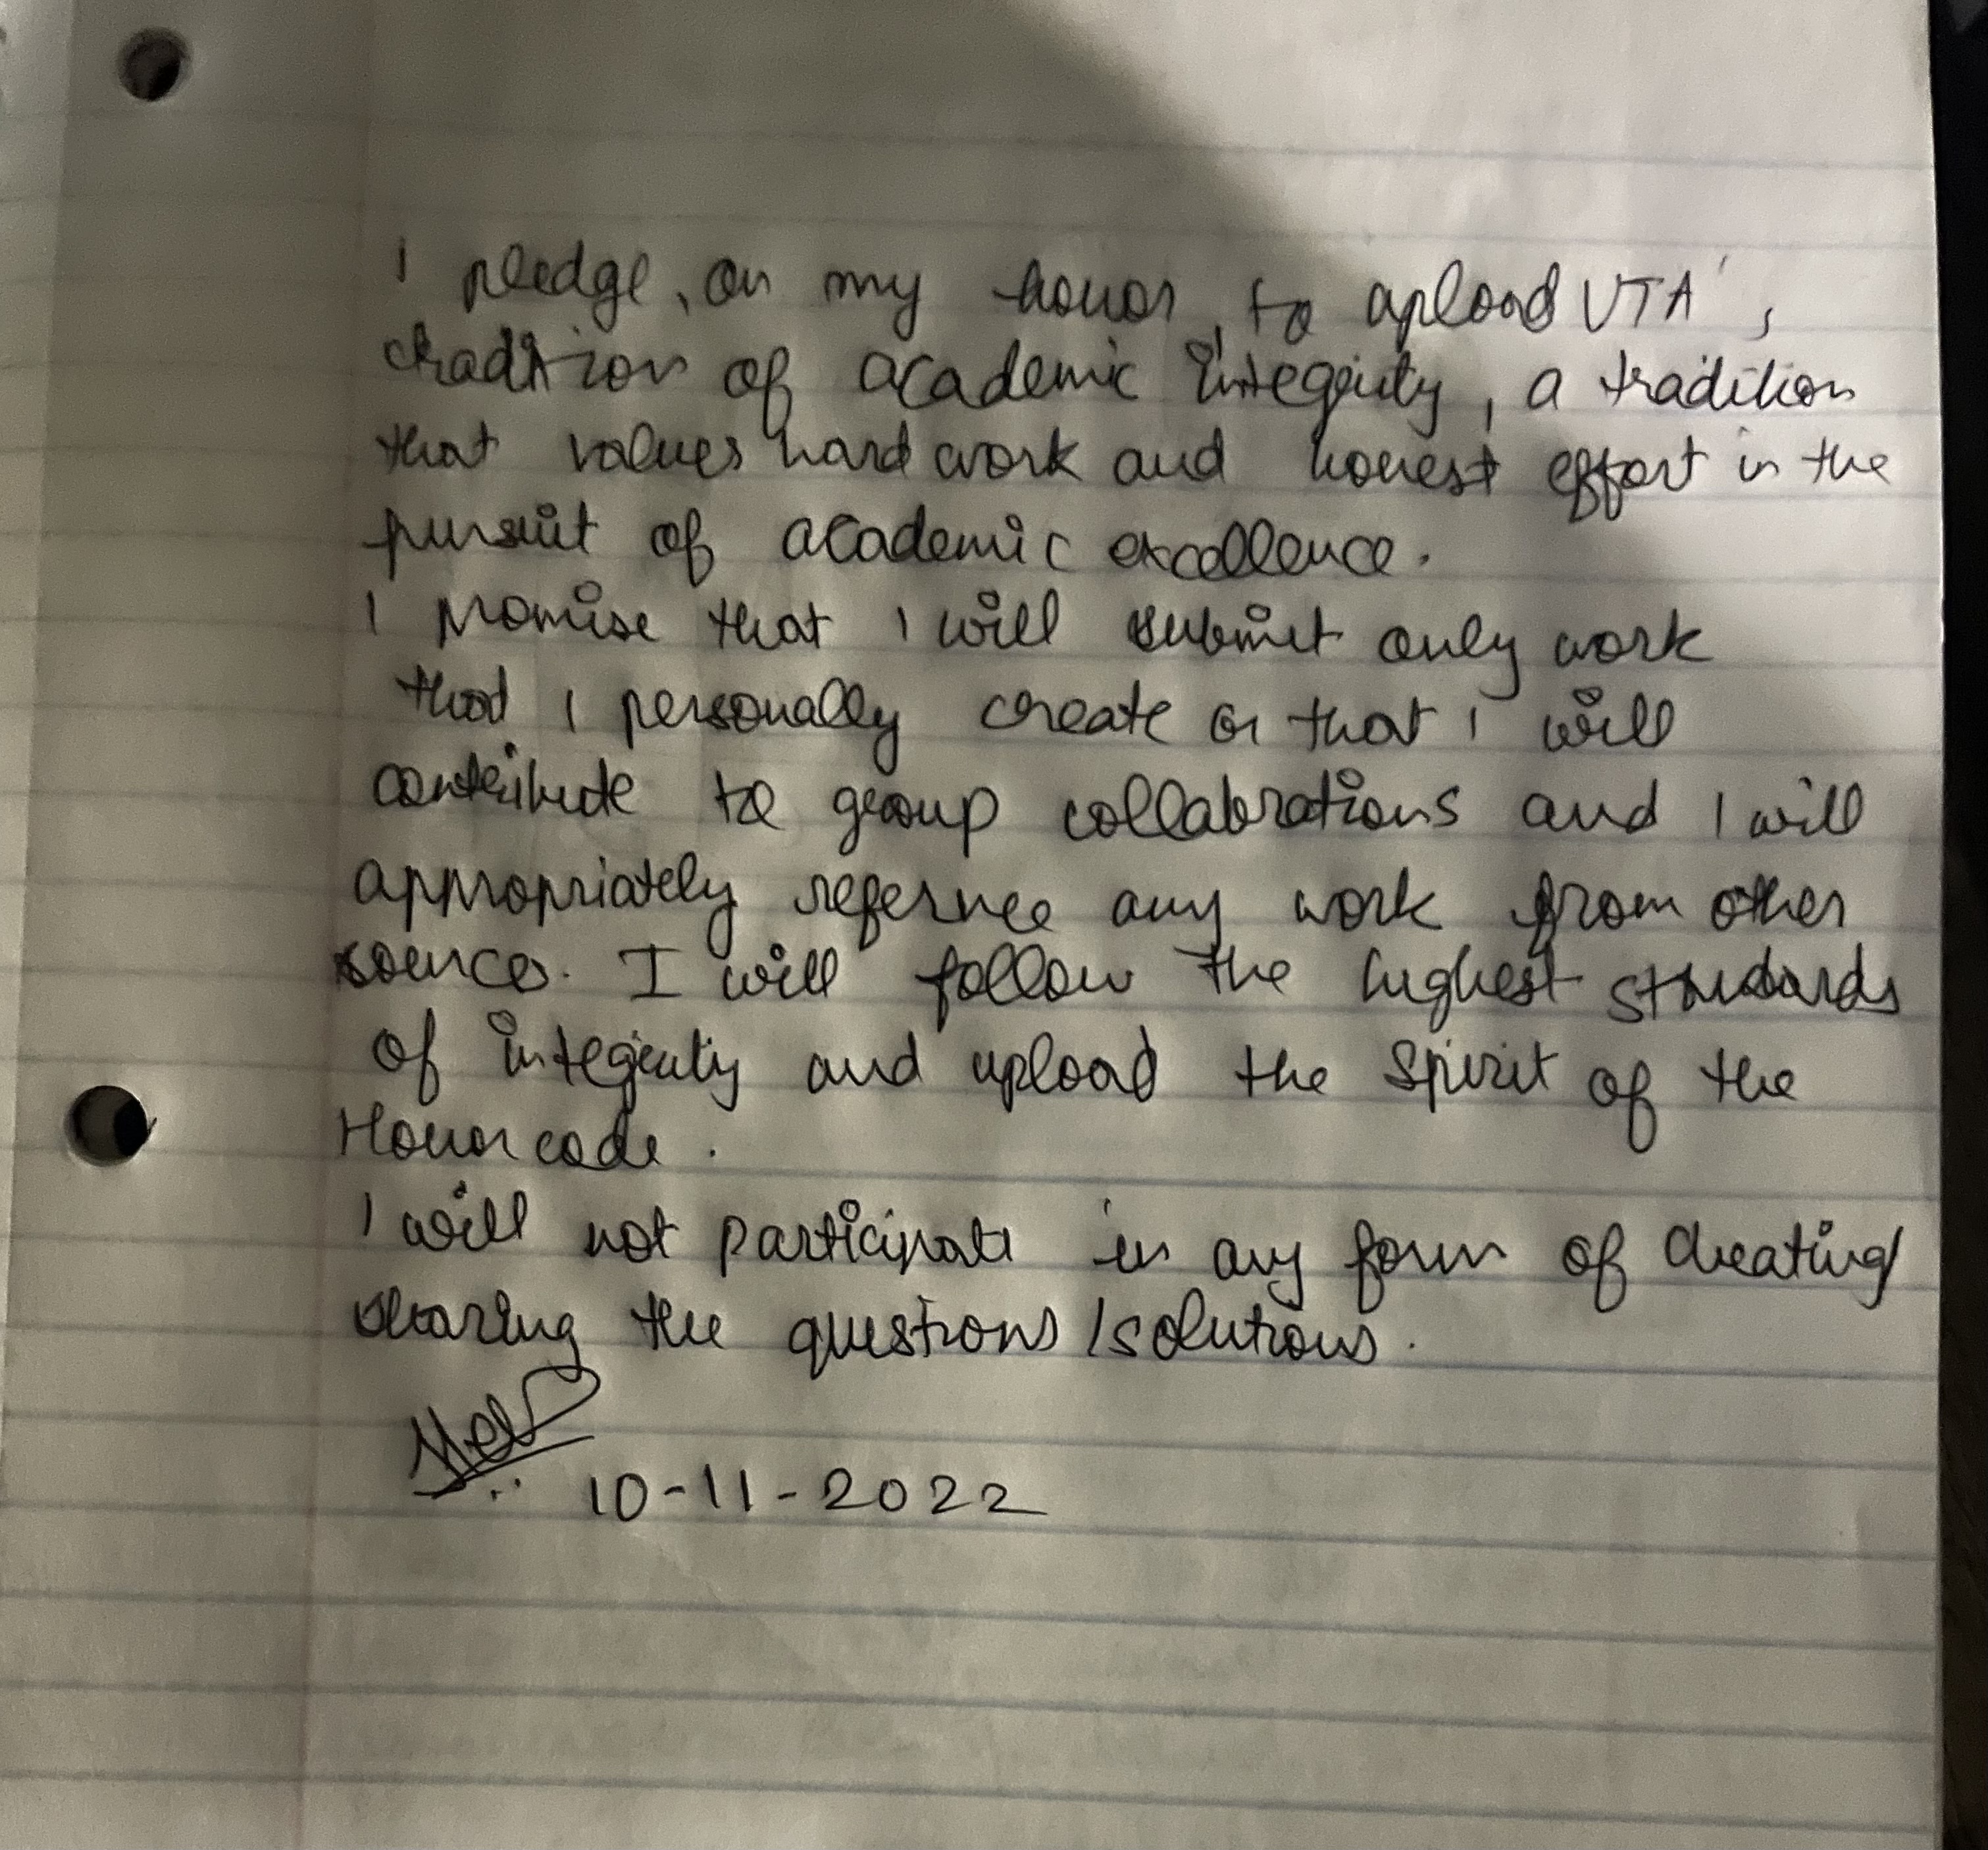 I pledge, on my honor, to upload UTA's
tradition of academic integrity, a tradition
that values hard work and honest effort in the
pursuit of academic excellence.
I promise that I will submit only work
that I personally create or that I will
contribute to group collabrations and I will
appropriately refernce any work from other
source. I will follow the highest standards
of integrity and upload the spirit of the
Honor code.
I will not participate in any form of cheating/
sharing the questions/solutions.
10-11-2022